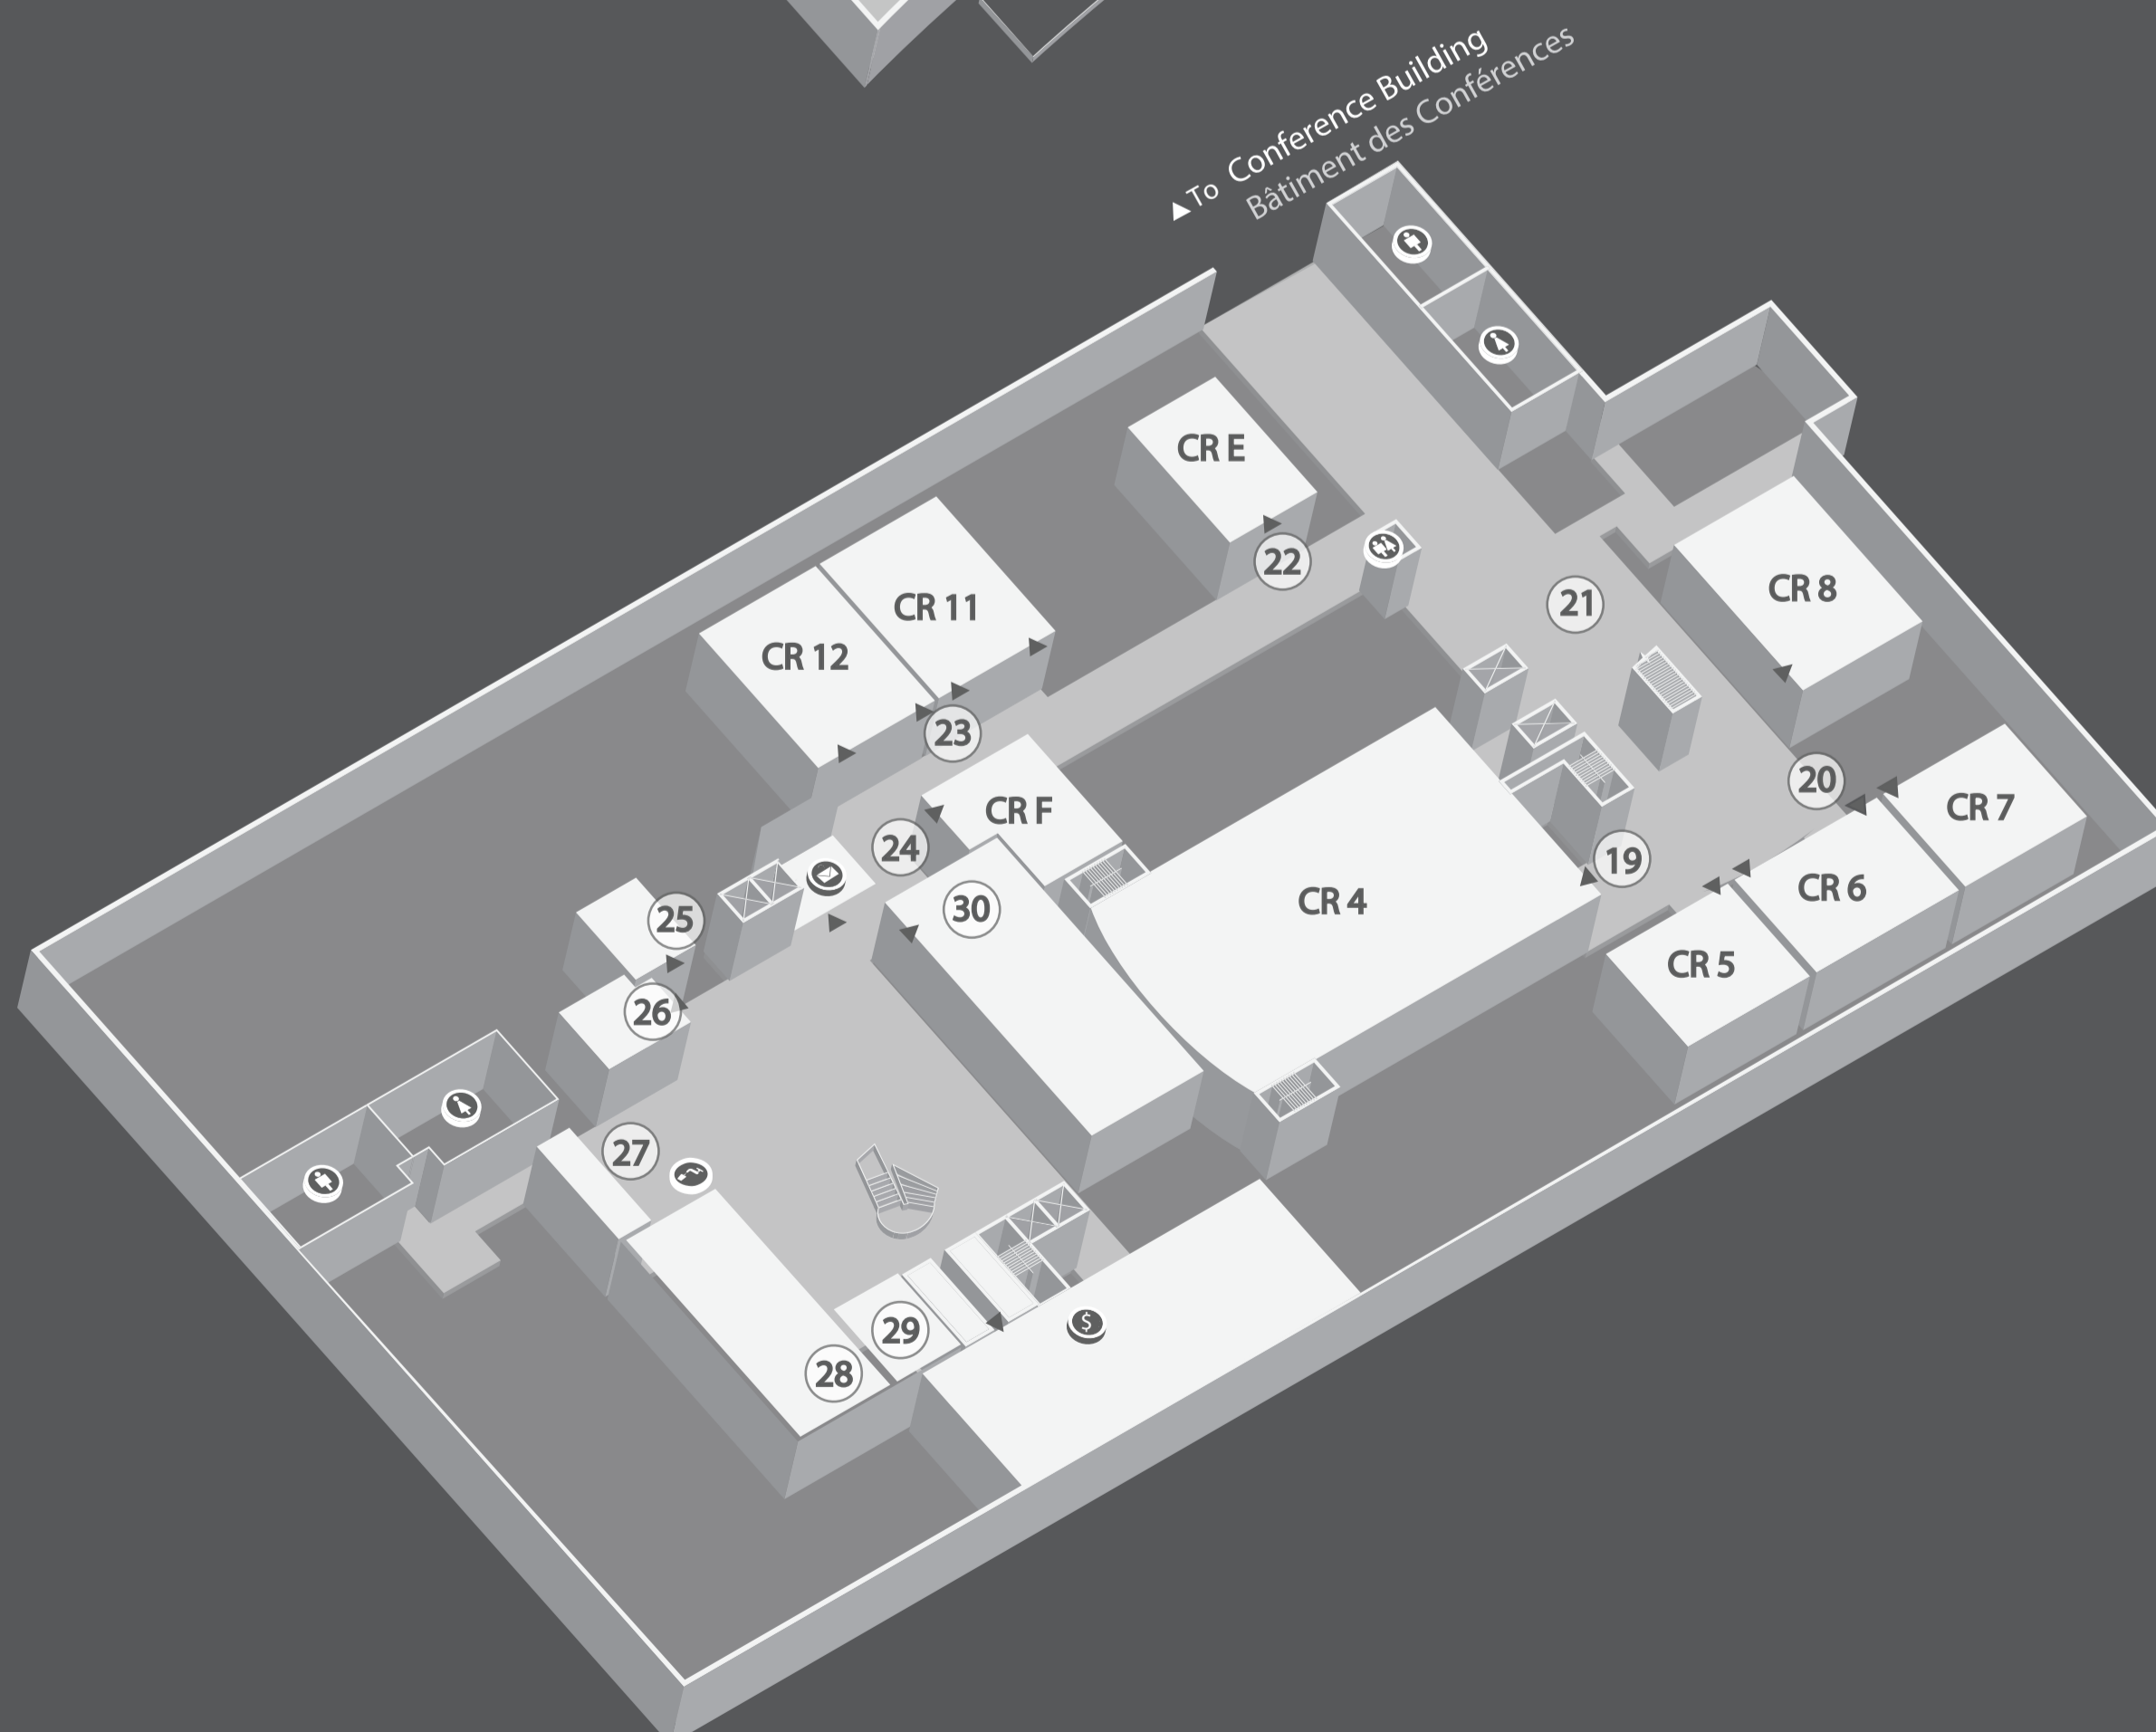 To Conference Building
Bâtiment des Conférences
CR E
22
CR 11
CR 12
21
CR 8
23
20
CR 7
CR F
24
19
CR 6
CR 4
30
25
CR 5
26
27
$
29
28